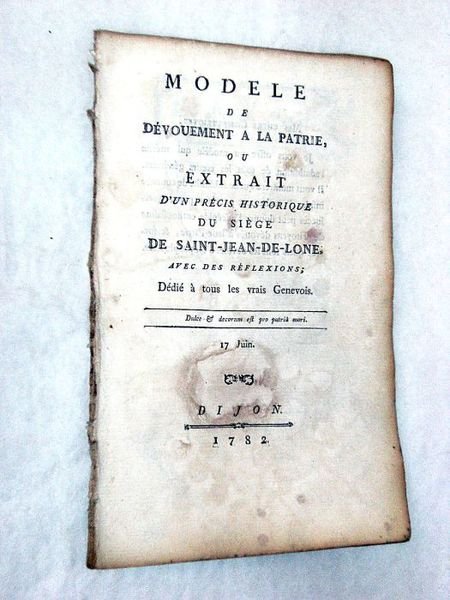 MODELE
DE
DÉVOUEMENT A LA PATRIE,
OU
EXTRAIT
D'UN PRÉCIS HISTORIQUE
DU SIÈGE
DE SAINT-JEAN-DE-LONE,
AVEC DES RÉFLEXIONS;
Dédié à tous les vrais Genevois.
Dulce & decorum est pro patriâ mori.
17 Juin.
DIJON.
1782.